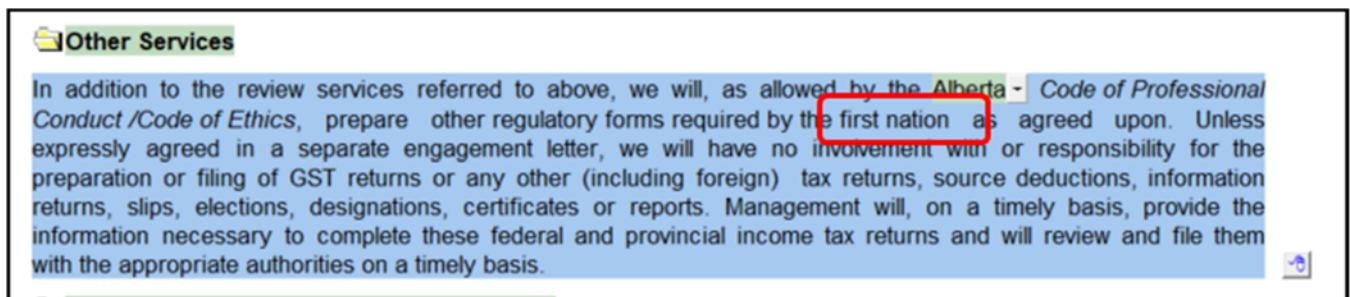 Other Services
In addition to the review services referred to above, we will, as allowed by the Alberta Code of Professional
Conduct /Code of Ethics, prepare other regulatory forms required by the first nation as agreed upon. Unless
expressly agreed in a separate engagement letter, we will have no involvement with or responsibility for the
preparation or filing of GST returns or any other (including foreign) tax returns, source deductions, information
returns, slips, elections, designations, certificates or reports. Management will, on a timely basis, provide the
information necessary to complete these federal and provincial income tax returns and will review and file them
with the appropriate authorities on a timely basis.